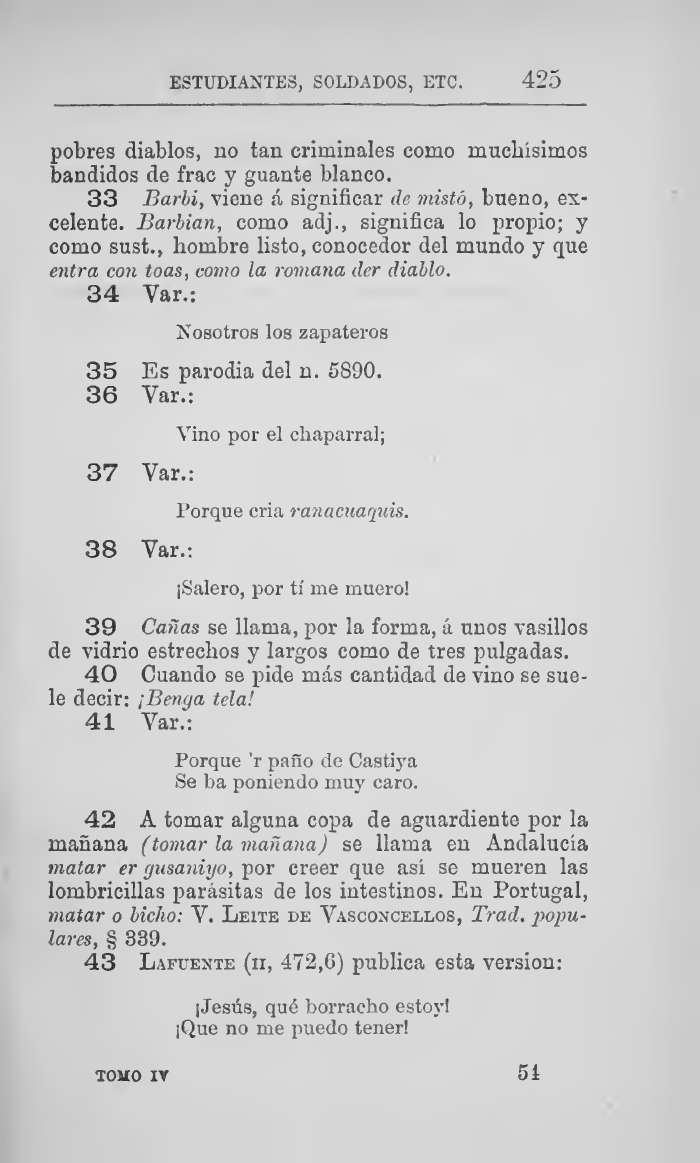 ESTUDIANTES, SOLDADOS, ETC. 425
pobres diablos, no tan criminales como muchísimos
bandidos de frac y guante blanco.
33 Barbi, viene á significar de mistó, bueno, ex-
celente. Barbian, como adj., significa lo propio; y
como sust., hombre listo, conocedor del mundo y que
entra con toas, como la romana der diablo.
34 Var.:
Nosotros los zapateros
35 Es parodia del n. 5890.
36 Var.:
Vino por el chaparral;
37 Var.:
Porque cria ranacuaquis.
38 Var.:
¡Salero, por tí me muero!
39 Cañas se llama, por la forma, á unos vasillos
de vidrio estrechos y largos como de tres pulgadas.
40 Cuando se pide más cantidad de vino se sue-
le decir: ¡Benga tela!
41 Var.:
Porque 'r paño de Castiya
Se ba poniendo muy caro.
42 A tomar alguna copa de aguardiente por la
mañana (tomar la mañana) se llama en Andalucía
matar er gusaniyo, por creer que así se mueren las
lombricillas parásitas de los intestinos. En Portugal,
matar o bicho: V. LEITE DE VASCONCELLOS, Trad. popu-
lares, § 339.
43 LAFUENTE (II, 472,6) publica esta version:
¡Jesús, qué borracho estoy!
¡Que no me puedo tener!
TOMO IV 54